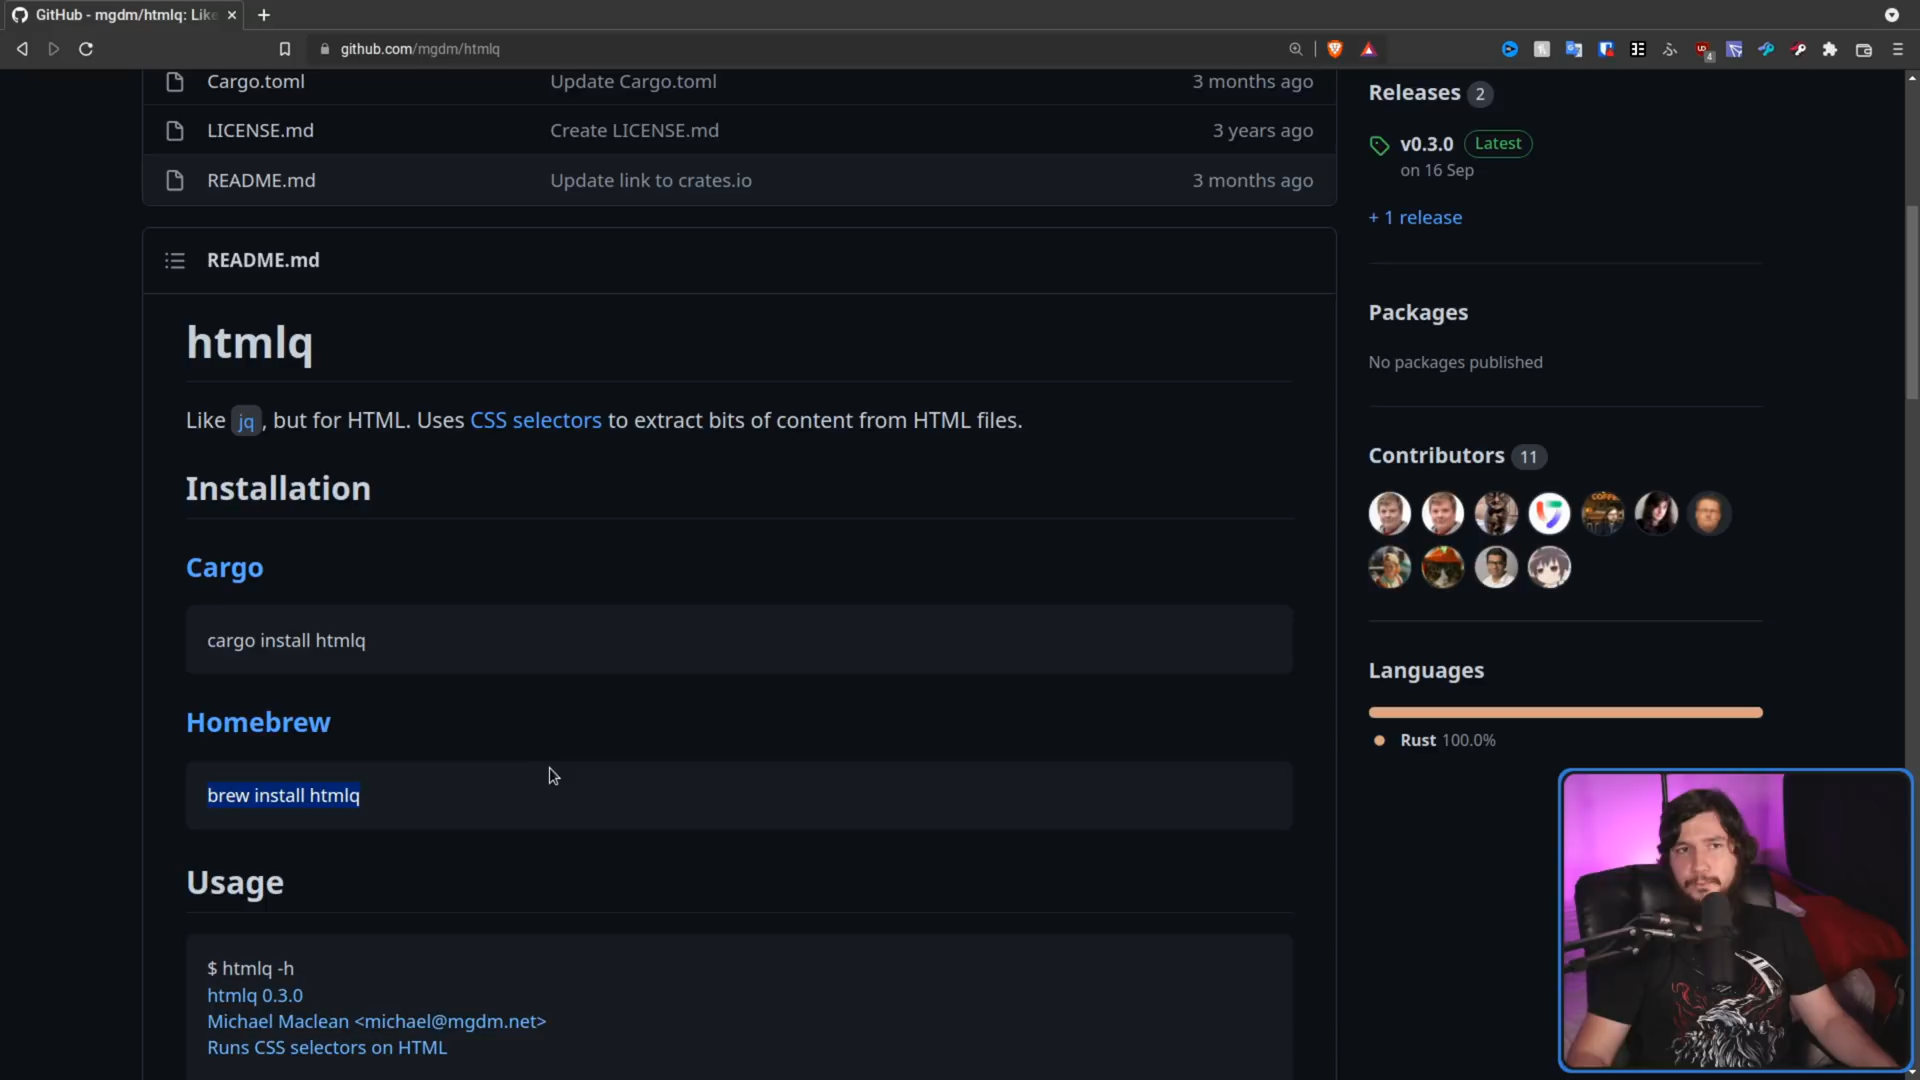 GitHub - mgdm/htmlq: Lik
github.com/mgdm/htmlq
4
Cargo.toml Update Cargo.toml 3 months ago
LICENSE.md Create LICENSE.md 3 years ago
README.md Update link to crates.io 3 months ago
README.md
htmlq
Like jq, but for HTML. Uses CSS selectors to extract bits of content from HTML files.
Installation
Cargo
cargo install htmlq
Homebrew
brew install htmlq
Usage
$ htmlq -h
htmlq 0.3.0
Michael Maclean <michael@mgdm.net>
Runs CSS selectors on HTML
Releases 2
v0.3.0 Latest
on 16 Sep
+ 1 release
Packages
No packages published
Contributors 11
Languages
Rust 100.0%